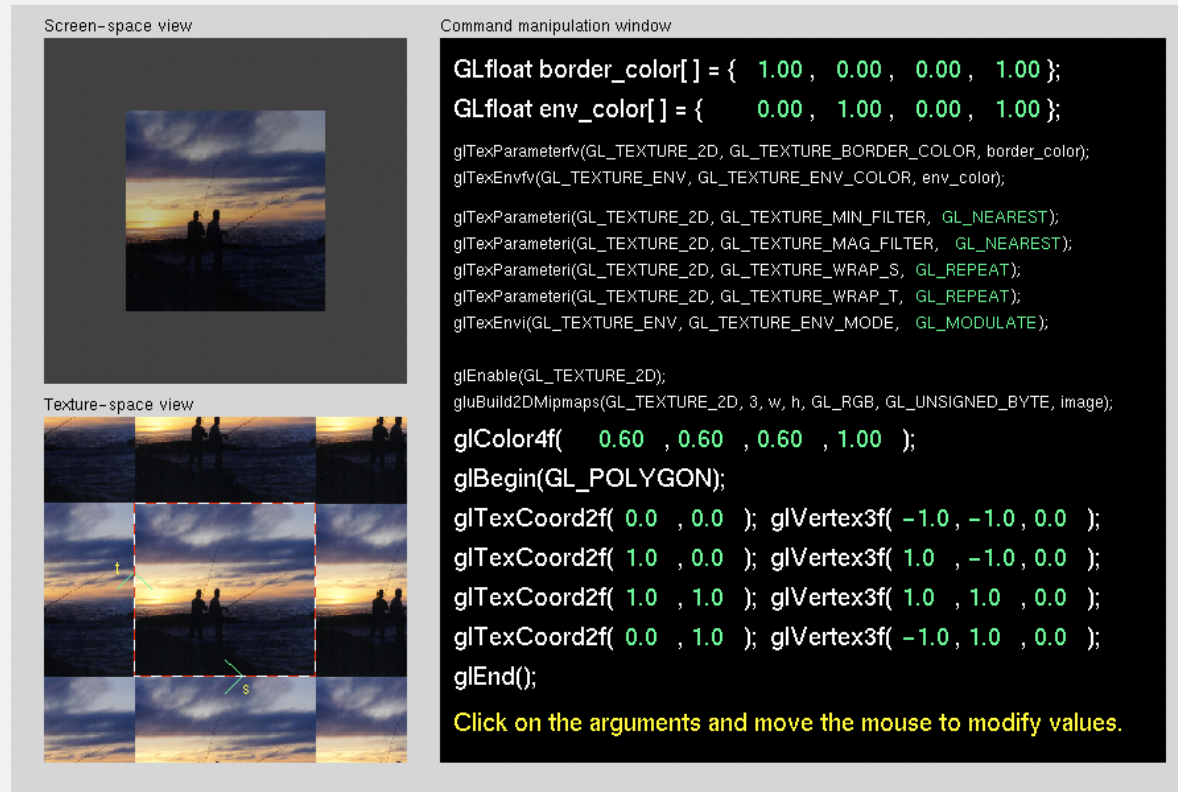 Screen-space view
Command manipulation window
GLfloat border_color[ ] = { 1.00 , 0.00 , 0.00 , 1.00 };
GLfloat env_color[ ] = { 0.00 , 1.00 , 0.00 , 1.00 };
glTexParameterfv(GL_TEXTURE_2D, GL_TEXTURE_BORDER_COLOR, border_color);
glTexEnvfv(GL_TEXTURE_ENV, GL_TEXTURE_ENV_COLOR, env_color);
glTexParameteri(GL_TEXTURE_2D, GL_TEXTURE_MIN_FILTER, GL_NEAREST);
glTexParameteri(GL_TEXTURE_2D, GL_TEXTURE_MAG_FILTER, GL_NEAREST);
glTexParameteri(GL_TEXTURE_2D, GL_TEXTURE_WRAP_S, GL_REPEAT);
glTexParameteri(GL_TEXTURE_2D, GL_TEXTURE_WRAP_T, GL_REPEAT);
glTexEnvi(GL_TEXTURE_ENV, GL_TEXTURE_ENV_MODE, GL_MODULATE);
glEnable(GL_TEXTURE_2D);
gluBuild2DMipmaps(GL_TEXTURE_2D, 3, w, h, GL_RGB, GL_UNSIGNED_BYTE, image);
glColor4f( 0.60 , 0.60 , 0.60 , 1.00 );
glBegin(GL_POLYGON);
glTexCoord2f( 0.0 , 0.0 ); glVertex3f( -1.0 , -1.0 , 0.0 );
glTexCoord2f( 1.0 , 0.0 ); glVertex3f( 1.0 , -1.0 , 0.0 );
glTexCoord2f( 1.0 , 1.0 ); glVertex3f( 1.0 , 1.0 , 0.0 );
glTexCoord2f( 0.0 , 1.0 ); glVertex3f( -1.0 , 1.0 , 0.0 );
glEnd();
Click on the arguments and move the mouse to modify values.
Texture-space view
t
s